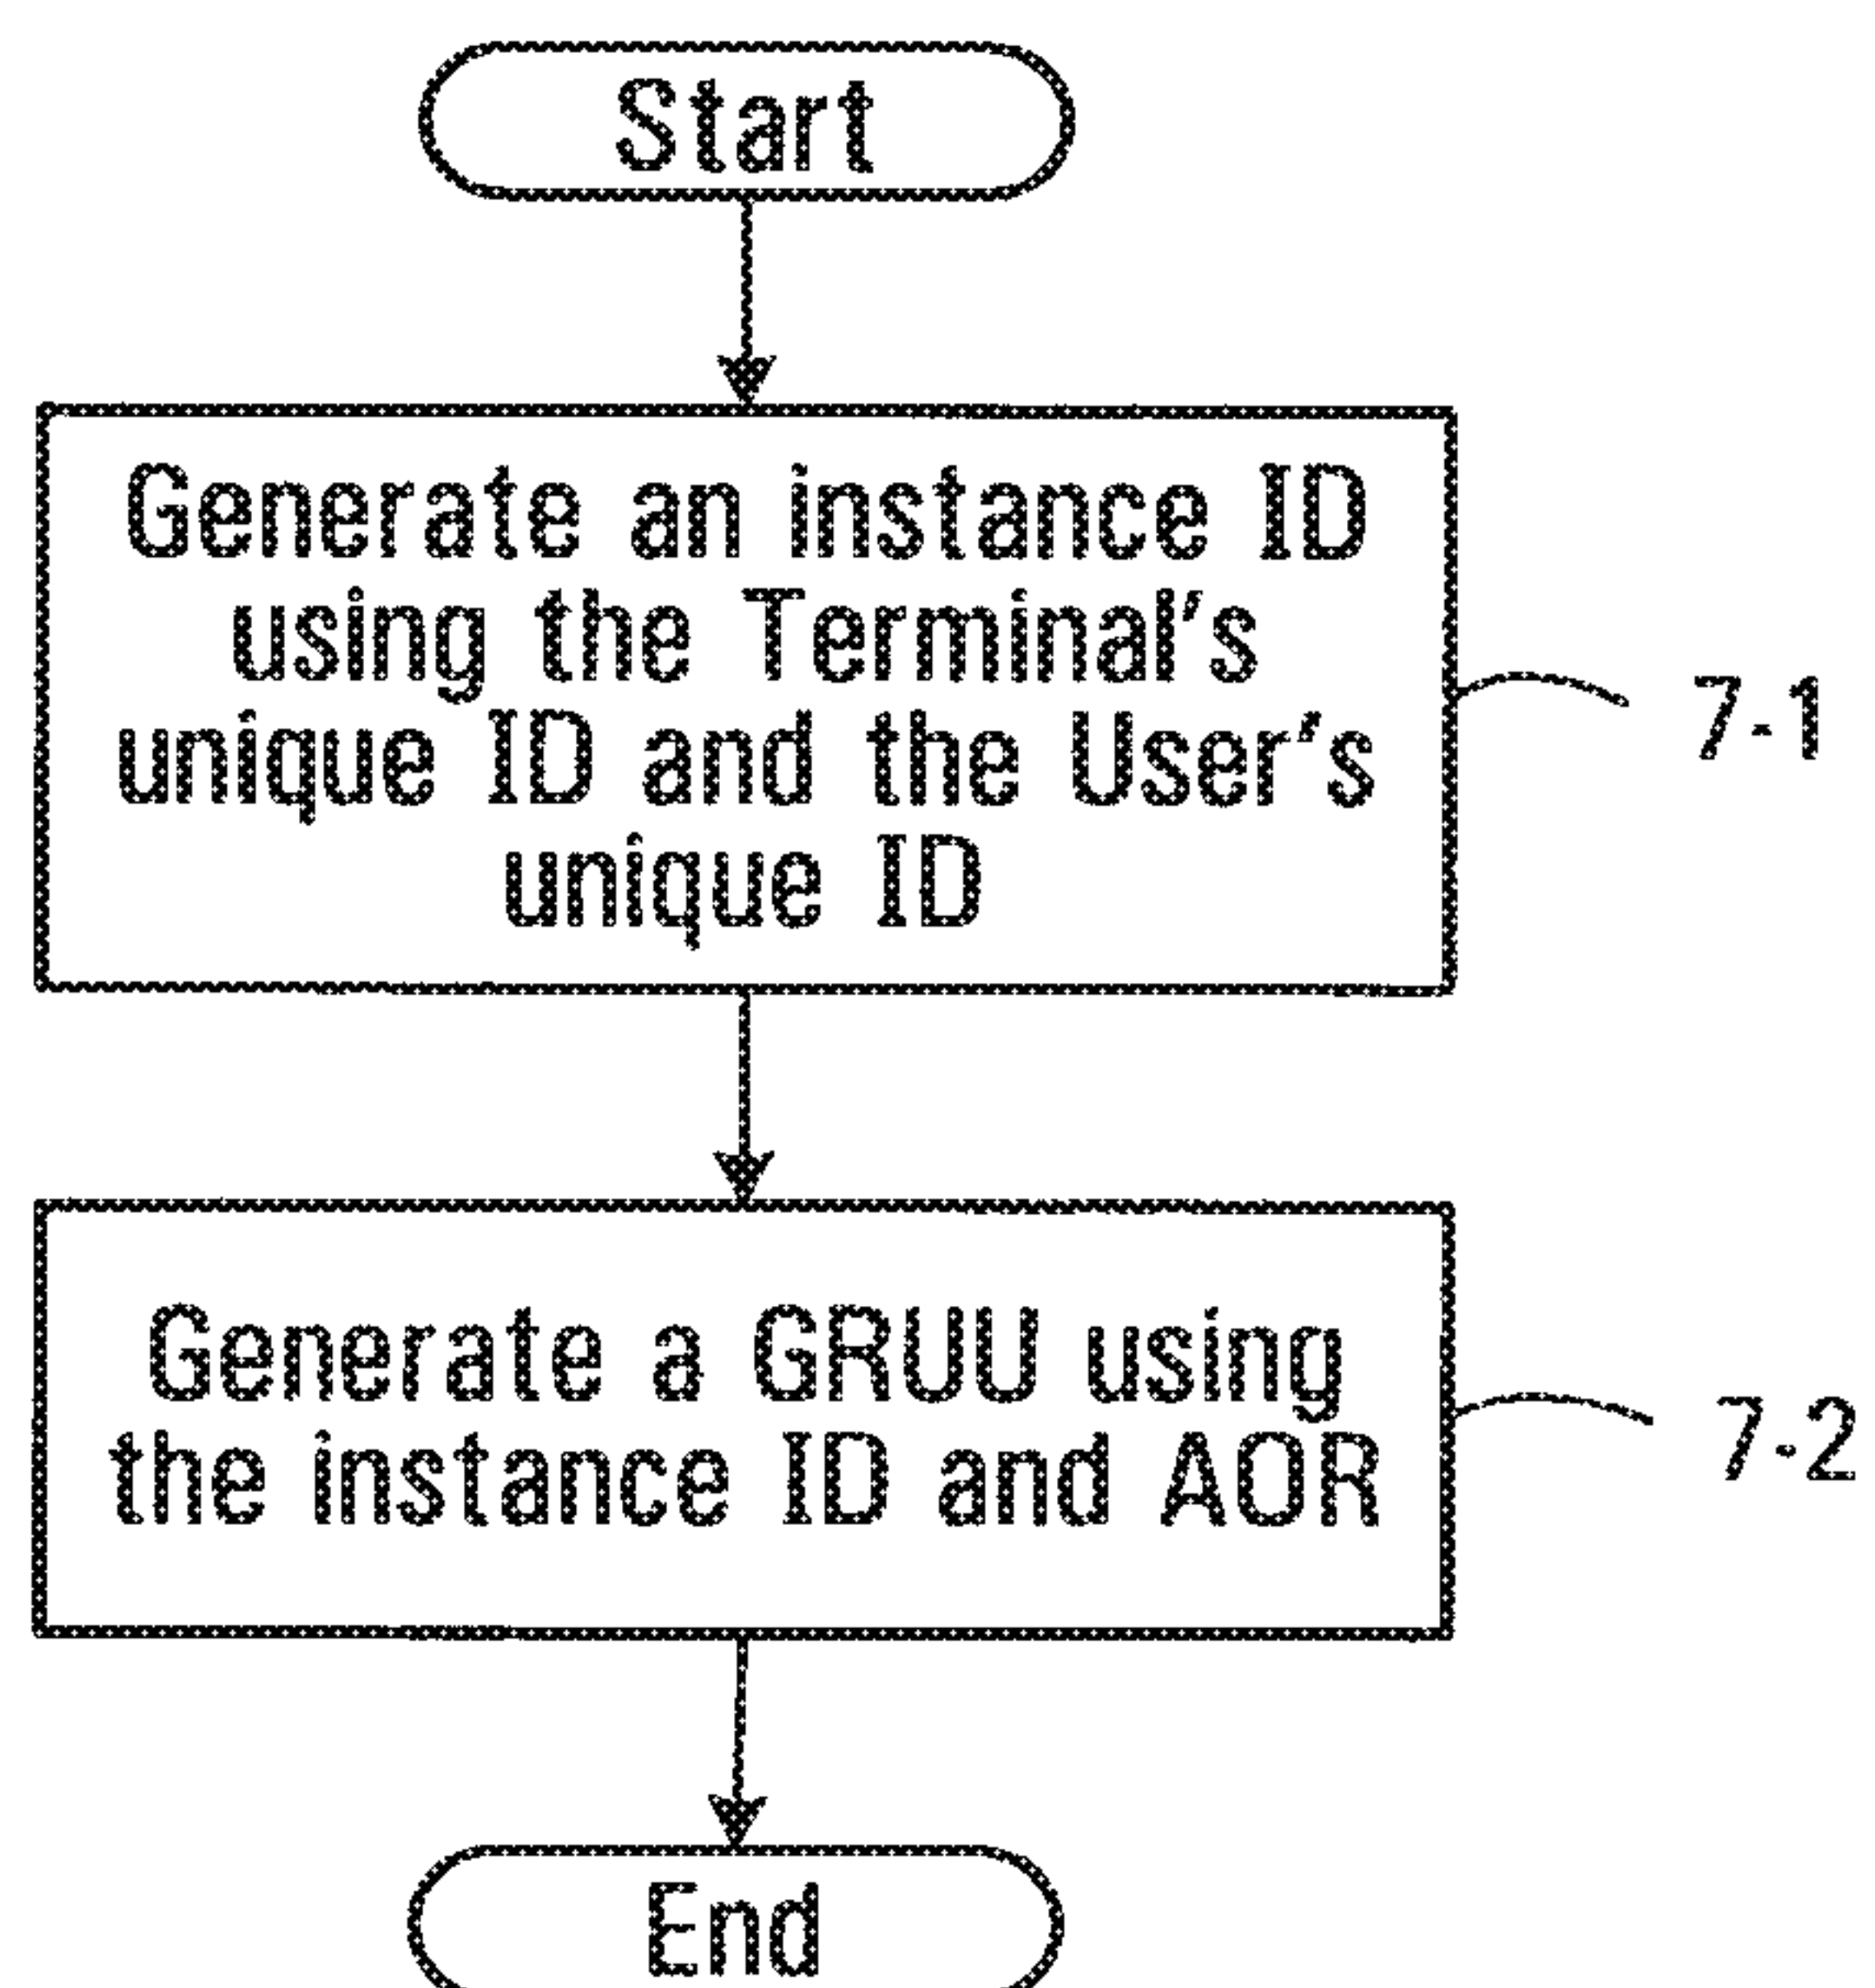 Start
Generate an instance ID
using the Terminal's
unique ID and the User's
unique ID
7-1
Generate a GRUU using
the instance ID and AOR
7-2
End